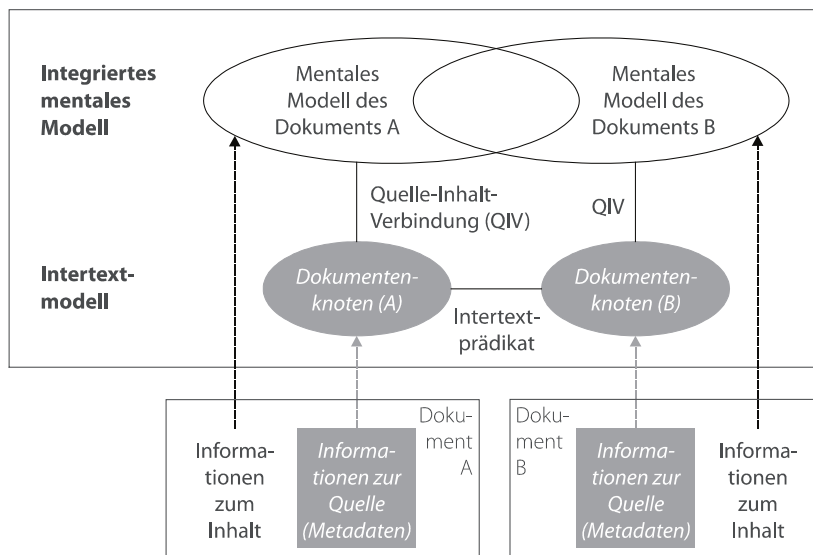 Integriertes
mentales
Modell
Mentales
Modell des
Dokuments A
Mentales
Modell des
Dokuments B
Quelle-Inhalt-
Verbindung (QIV)
QIV
Intertext-
modell
Dokumenten-
knoten (A)
Dokumenten-
knoten (B)
Intertext-
prädikat
Doku-
ment
A
Informa-
tionen
zum
Inhalt
Informa-
tionen zur
Quelle
(Metadaten)
Doku-
ment
B
Informa-
tionen zur
Quelle
(Metadaten)
Informa-
tionen
zum
Inhalt